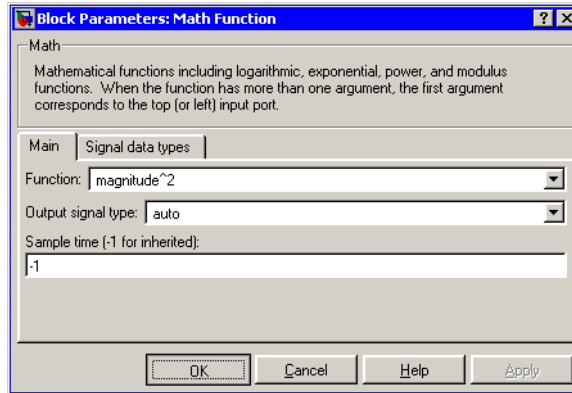 Block Parameters: Math Function
Math
Mathematical functions including logarithmic, exponential, power, and modulus
functions. When the function has more than one argument, the first argument
corresponds to the top (or left) input port.
Main Signal data types
Function: magnitude^2
Output signal type: auto
Sample time (-1 for inherited):
-1
OK Cancel Help Apply